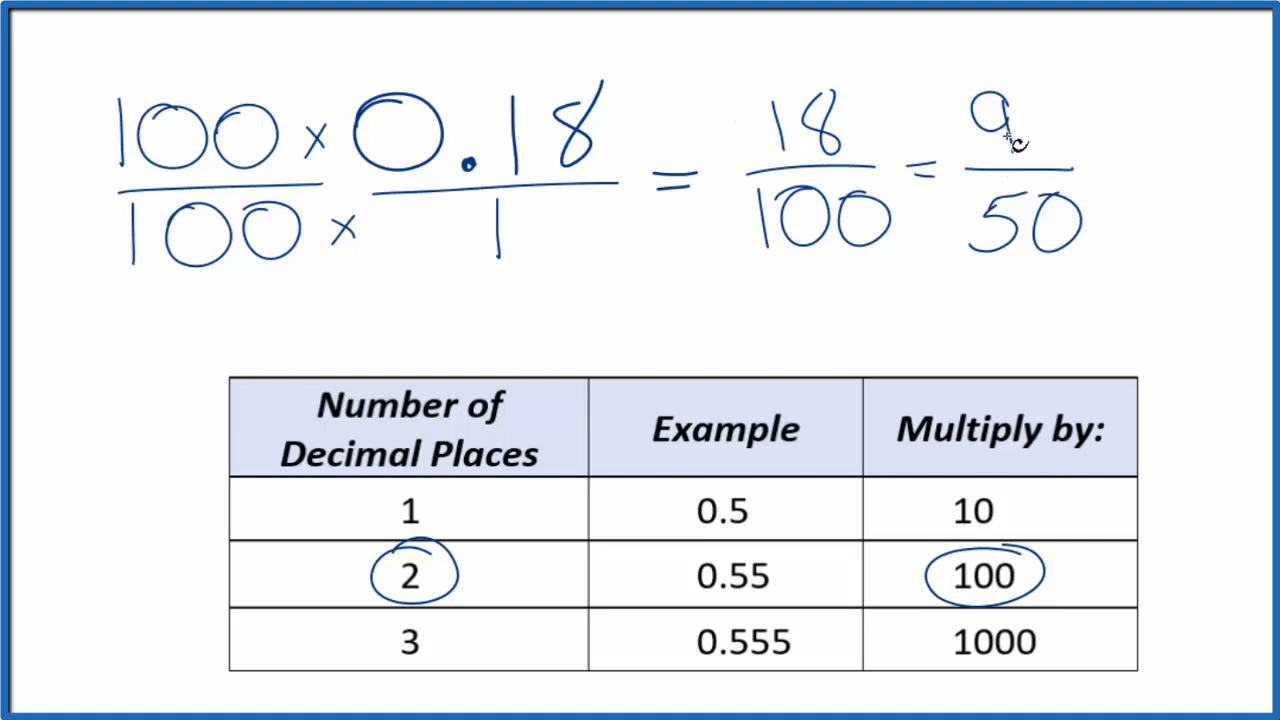 100 × 0.18 = 18 = 9
100 × 1 100 50
Number of Decimal Places Example Multiply by:
1 0.5 10
2 0.55 100
3 0.555 1000